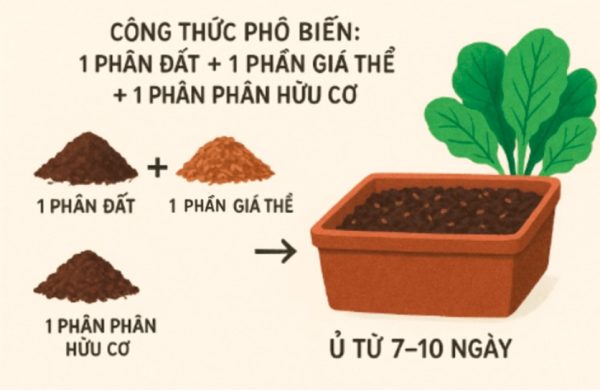 CÔNG THỨC PHÔ BIẾN:
1 PHÂN ĐẤT + 1 PHẦN GIÁ THỂ
+ 1 PHÂN PHÂN HỮU CƠ
+
1 PHÂN ĐẤT
1 PHẦN GIÁ THỂ
1 PHÂN PHÂN
HỮU CƠ
Ủ TỪ 7–10 NGÀY